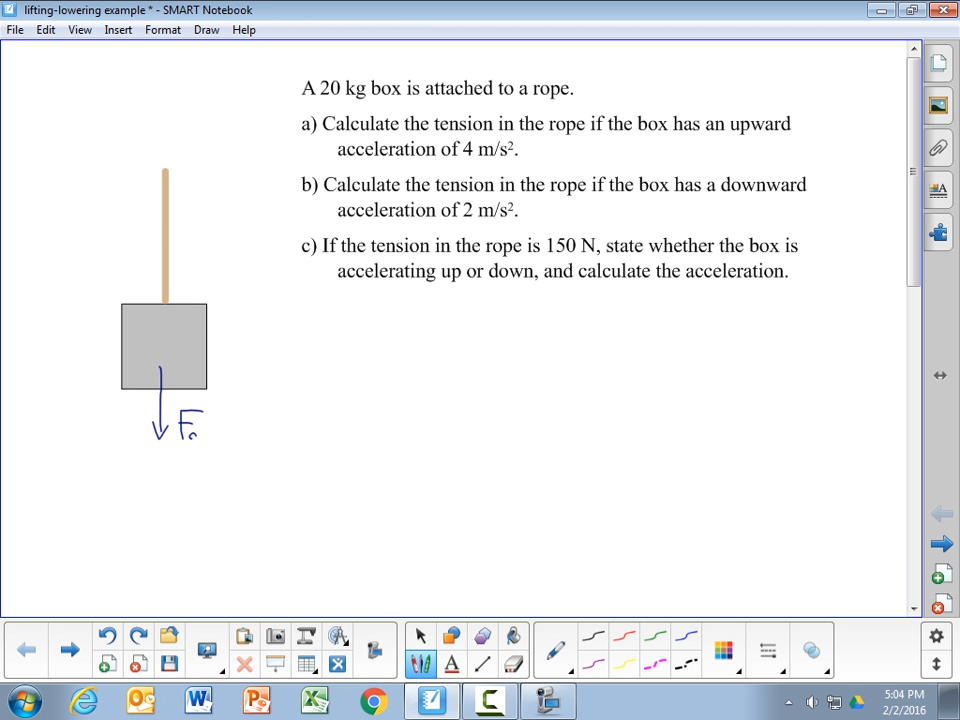 lifting-lowering example * - SMART Notebook
File Edit View Insert Format Draw Help
A 20 kg box is attached to a rope.
a) Calculate the tension in the rope if the box has an upward
acceleration of 4 m/s².
b) Calculate the tension in the rope if the box has a downward
acceleration of 2 m/s².
c) If the tension in the rope is 150 N, state whether the box is
accelerating up or down, and calculate the acceleration.
F
5:04 PM
2/2/2016